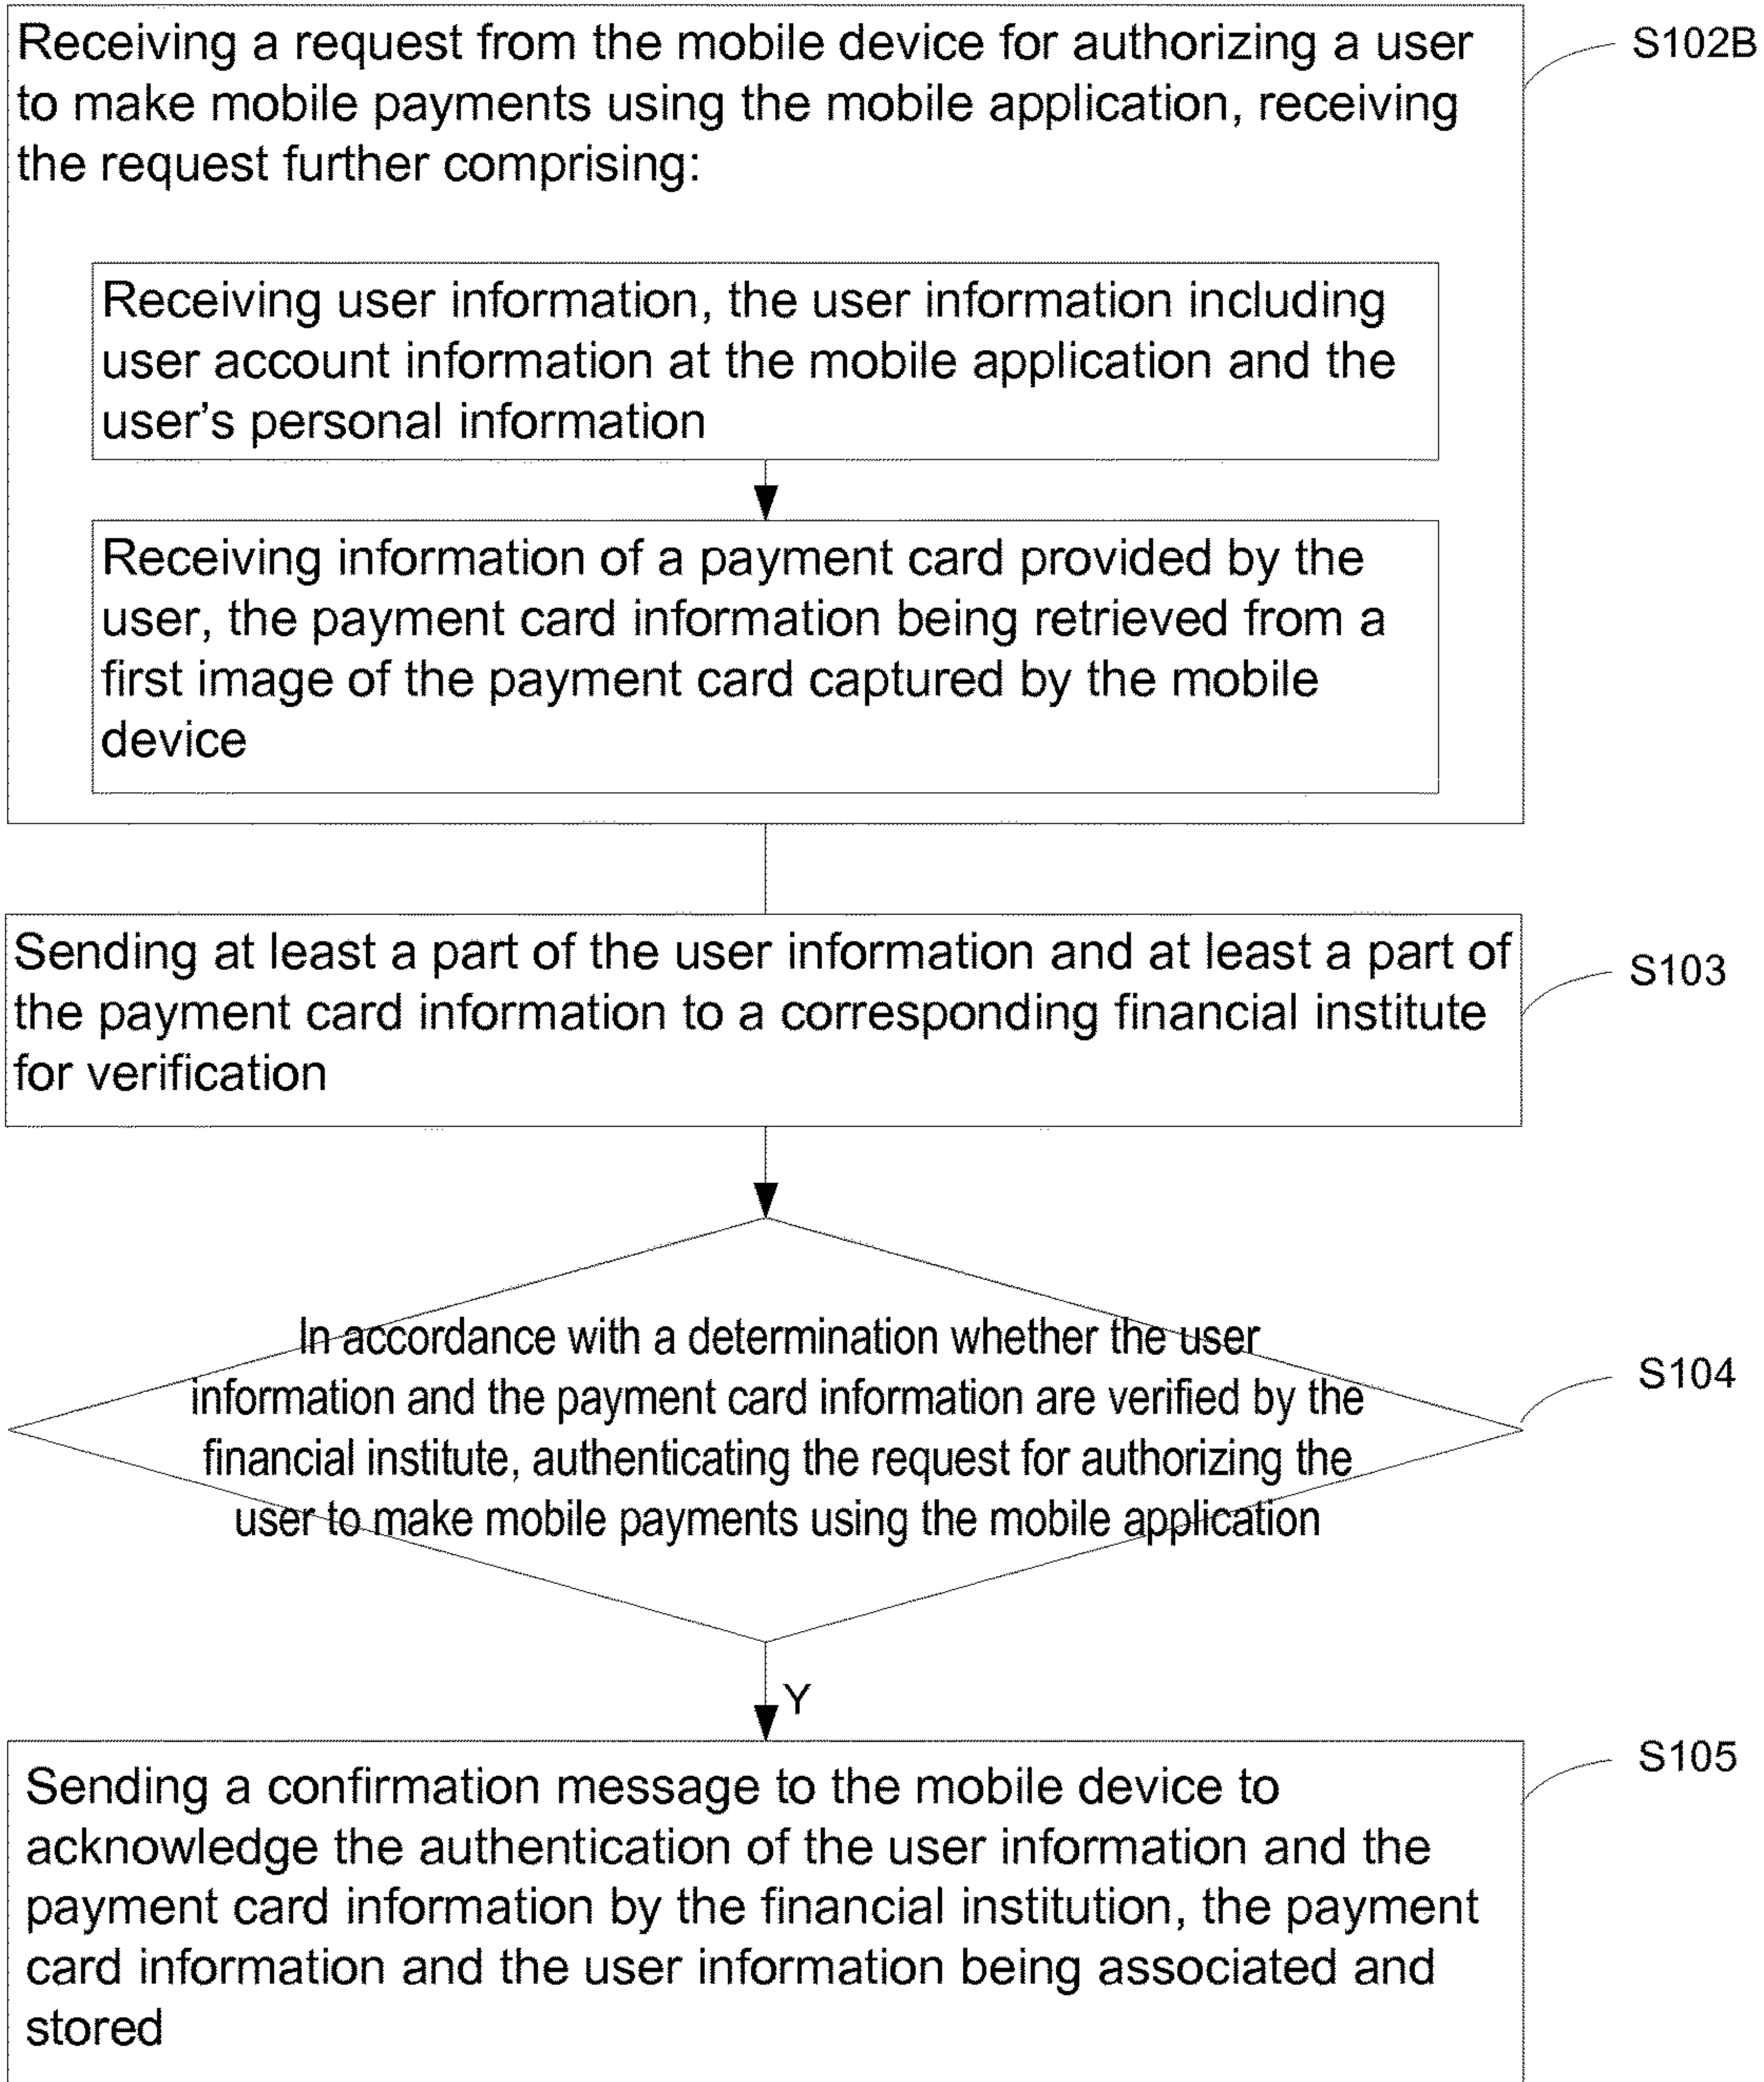 Receiving a request from the mobile device for authorizing a user
to make mobile payments using the mobile application, receiving
the request further comprising:
S102B
Receiving user information, the user information including
user account information at the mobile application and the
user's personal information
Receiving information of a payment card provided by the
user, the payment card information being retrieved from a
first image of the payment card captured by the mobile
device
Sending at least a part of the user information and at least a part of
the payment card information to a corresponding financial institute
for verification
S103
In accordance with a determination whether the user
information and the payment card information are verified by the
financial institute, authenticating the request for authorizing the
user to make mobile payments using the mobile application
S104
Y
Sending a confirmation message to the mobile device to
acknowledge the authentication of the user information and the
payment card information by the financial institution, the payment
card information and the user information being associated and
stored
S105